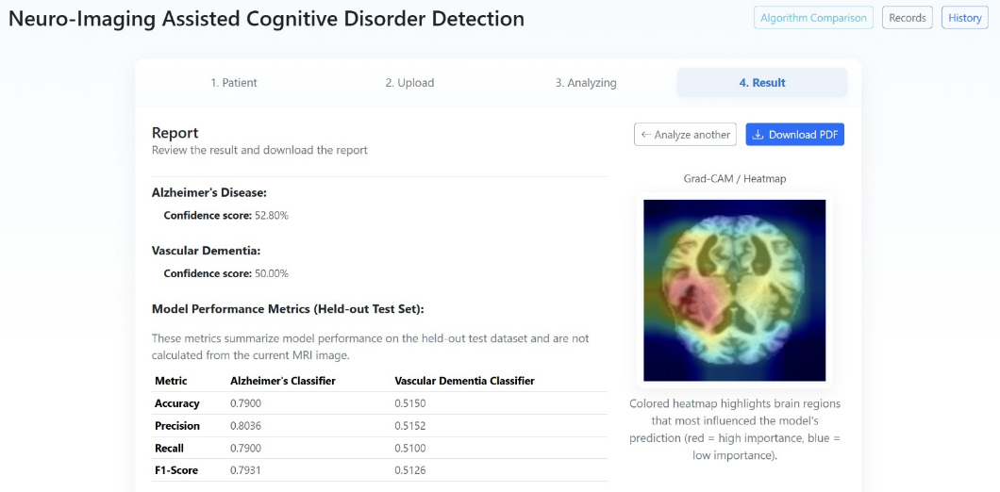 Neuro-Imaging Assisted Cognitive Disorder Detection
Algorithm Comparison Records History
1. Patient 2. Upload 3. Analyzing 4. Result
Report
Review the result and download the report
← Analyze another Download PDF
Alzheimer's Disease:
Confidence score: 52.80%
Vascular Dementia:
Confidence score: 50.00%
Model Performance Metrics (Held-out Test Set):
These metrics summarize model performance on the held-out test dataset and are not
calculated from the current MRI image.
Metric Alzheimer's Classifier Vascular Dementia Classifier
Accuracy 0.7900 0.5150
Precision 0.8036 0.5152
Recall 0.7900 0.5100
F1-Score 0.7931 0.5126
Grad-CAM / Heatmap
Colored heatmap highlights brain regions
that most influenced the model's
prediction (red = high importance, blue =
low importance).